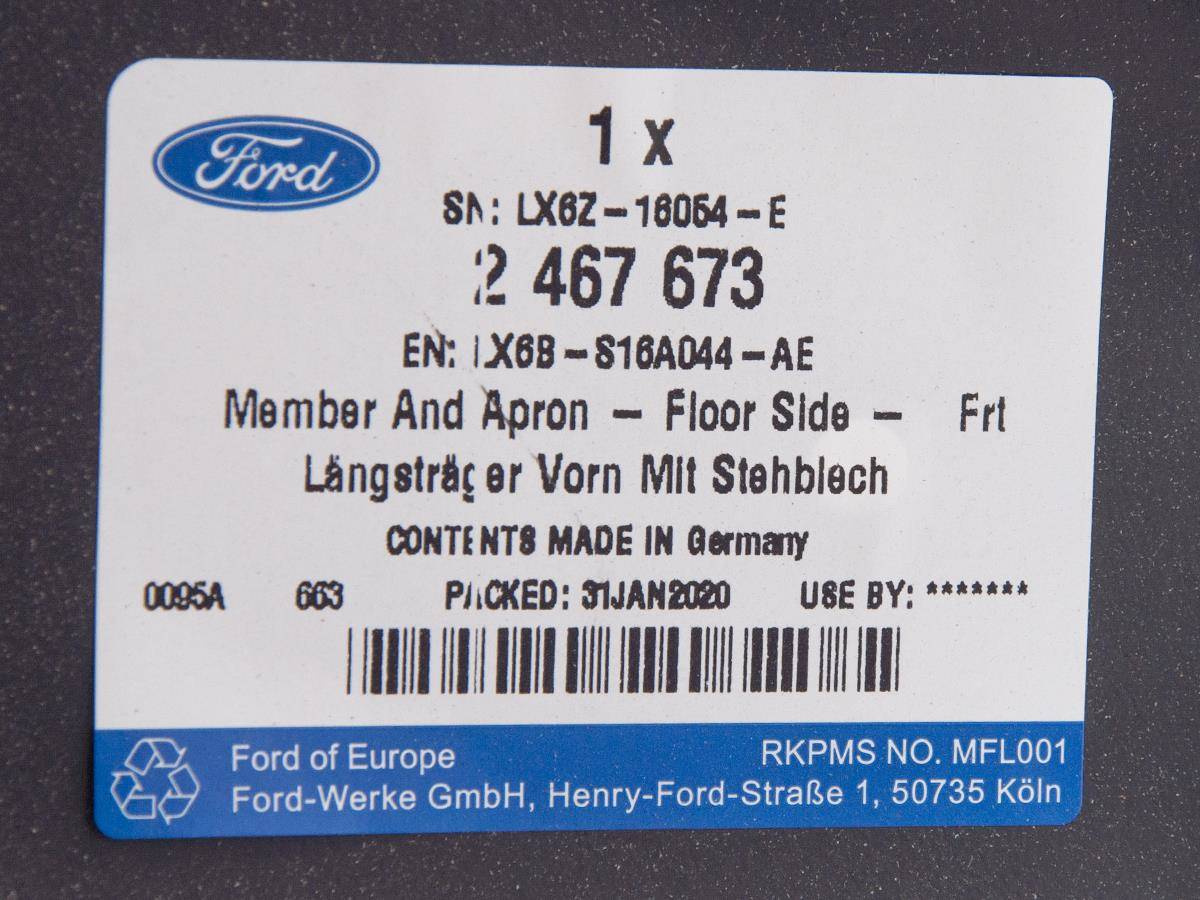 Ford
1 x
SN: LX6Z-16054-E
2 467 673
EN: LX6B-S16A044-AE
Member And Apron - Floor Side - Frt
Längsträger Vorn Mit Stehblech
CONTENTS MADE IN Germany
0095A 663 PACKED: 31JAN2020 USE BY: *******
Ford of Europe RKPMS NO. MFL001
Ford-Werke GmbH, Henry-Ford-Straße 1, 50735 Köln